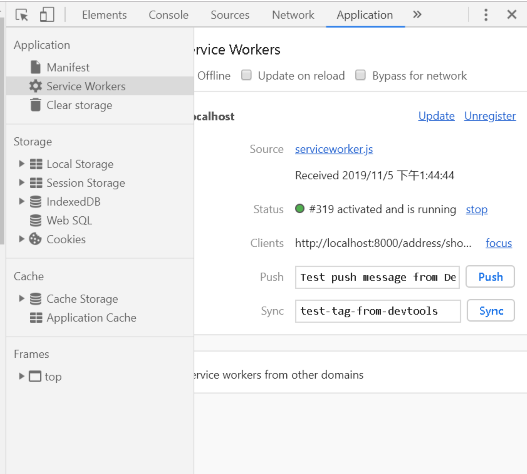 Elements Console Sources Network Application »
Application
Manifest
Service Workers
Clear storage
Storage
Local Storage
Session Storage
IndexedDB
Web SQL
Cookies
Cache
Cache Storage
Application Cache
Frames
top
ervice Workers
Offline Update on reload Bypass for network
ocalhost Update Unregister
Source serviceworker.js
Received 2019/11/5 下午1:44:44
Status #319 activated and is running stop
Clients http://localhost:8000/address/sho... focus
Push Test push message from De Push
Sync test-tag-from-devtools Sync
ervice workers from other domains